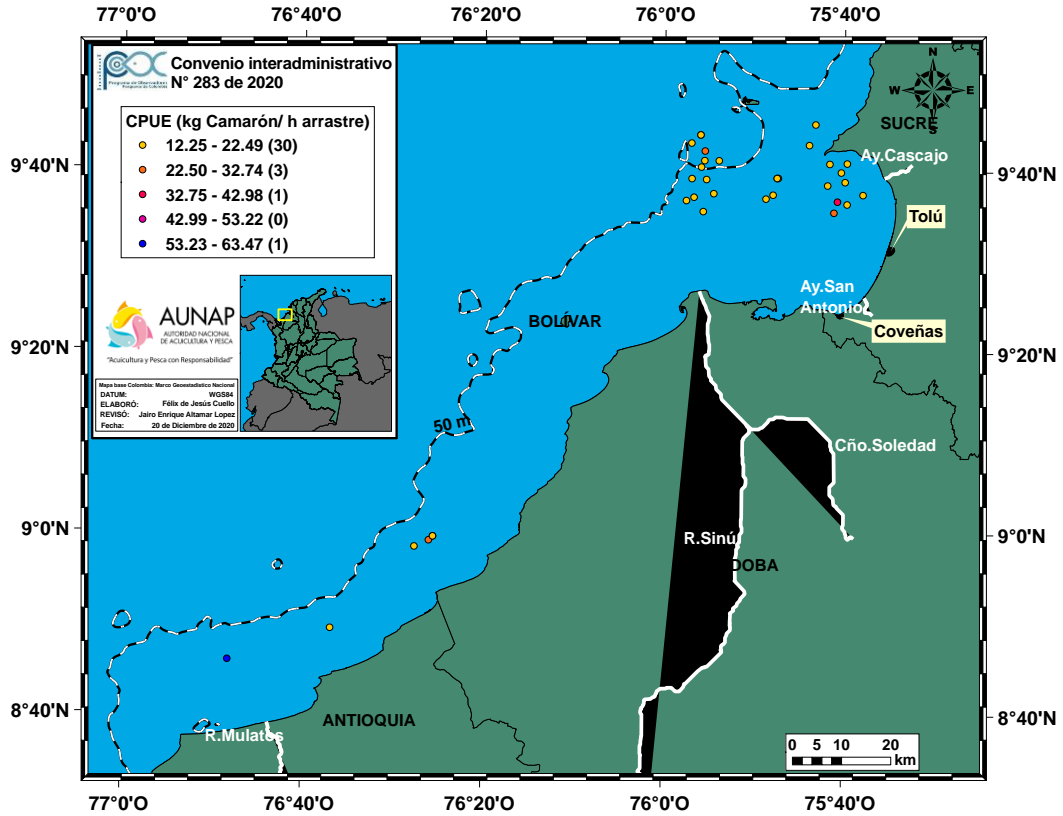 77°0'O 76°40'O 76°20'O 76°0'O 75°40'O
Convenio interadministrativo
N° 283 de 2020
CPUE (kg Camarón/ h arrastre)
12.25 - 22.49 (30)
22.50 - 32.74 (3)
32.75 - 42.98 (1)
42.99 - 53.22 (0)
53.23 - 63.47 (1)
AUNAP
AUTORIDAD NACIONAL
DE ACUICULTURA Y PESCA
"Acuicultura y Pesca con Responsabilidad"
Mapa base Colombia: Marco Geoestadístico Nacional
DATUM: WGS84
ELABORÓ: Félix de Jesús Cuello
REVISÓ: Jairo Enrique Altamar Lopez
Fecha: 20 de Diciembre de 2020
N
W E
S
SUCRE
Ay.Cascajo
Tolú
Ay.San
Antonio
Coveñas
BOLÍVAR
50 m
Cño.Soledad
R.Sinú
DOBA
ANTIOQUIA
R.Mulatos
0 5 10 20
km
9°40'N 9°40'N
9°20'N 9°20'N
9°0'N 9°0'N
8°40'N 8°40'N
77°0'O 76°40'O 76°20'O 76°0'O 75°40'O